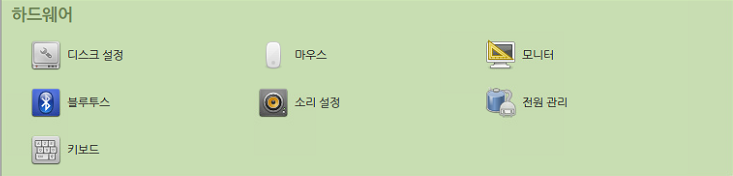 하드웨어
디스크 설정
마우스
모니터
블루투스
소리 설정
전원 관리
키보드